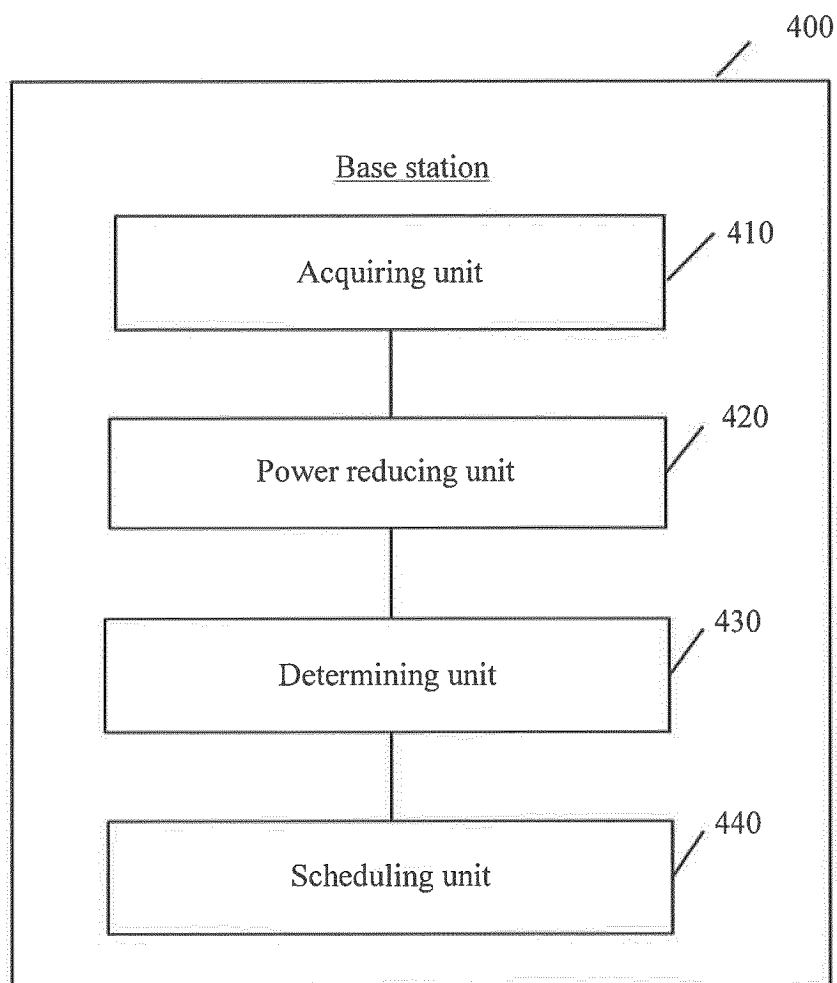 400
Base station
Acquiring unit
410
Power reducing unit
420
Determining unit
430
Scheduling unit
440